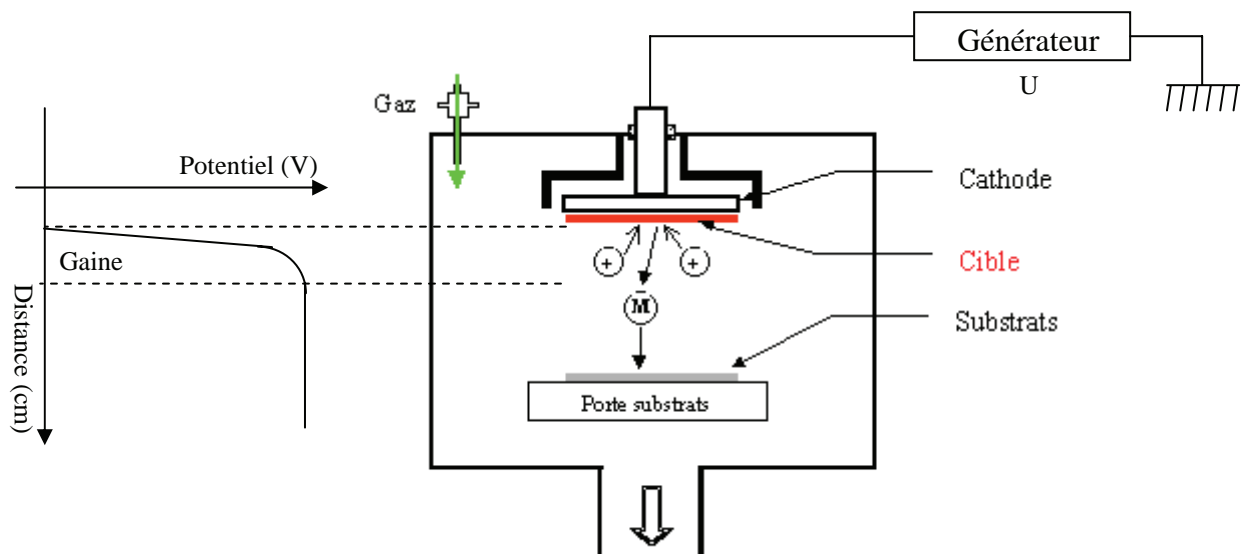 Générateur
U
Gaz
Potentiel (V)
Cathode
Gaine
+
+
Cible
M
Distance (cm)
Substrats
Porte substrats